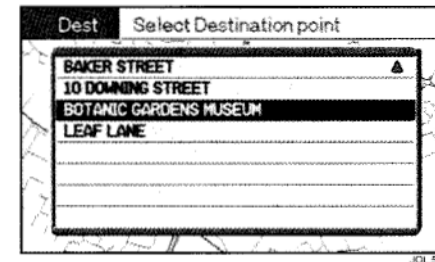 Dest Select Destination point
BAKER STREET
10 DOWNING STREET
BOTANIC GARDENS MUSEUM
LEAF LANE